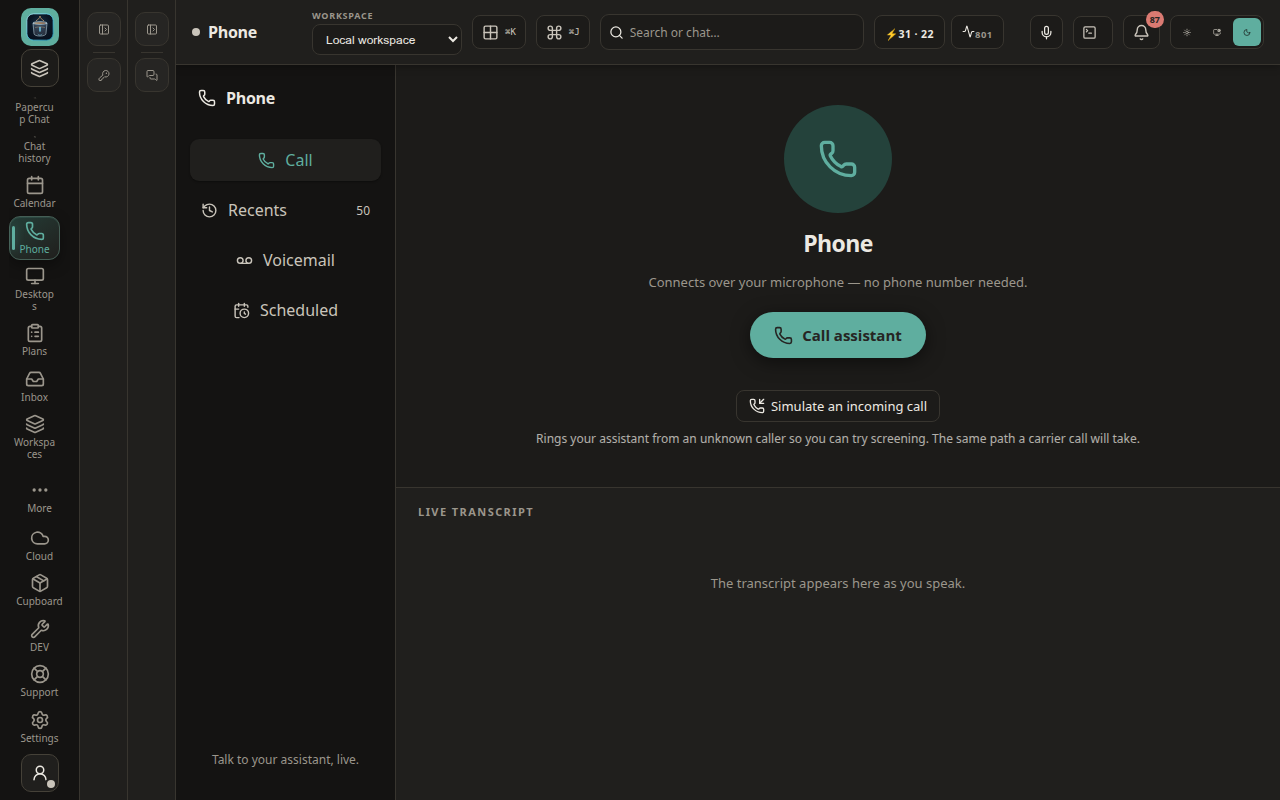 Papercu
p Chat
Chat
history
Calendar
Phone
Desktop
s
Plans
Inbox
Workspa
ces
More
Cloud
Cupboard
DEV
Support
Settings
Phone
WORKSPACE
Local workspace
⌘K
⌘J
Search or chat...
⚡31 · 22
801
87
Phone
Call
Recents 50
Voicemail
Scheduled
Talk to your assistant, live.
Phone
Connects over your microphone — no phone number needed.
Call assistant
Simulate an incoming call
Rings your assistant from an unknown caller so you can try screening. The same path a carrier call will take.
LIVE TRANSCRIPT
The transcript appears here as you speak.